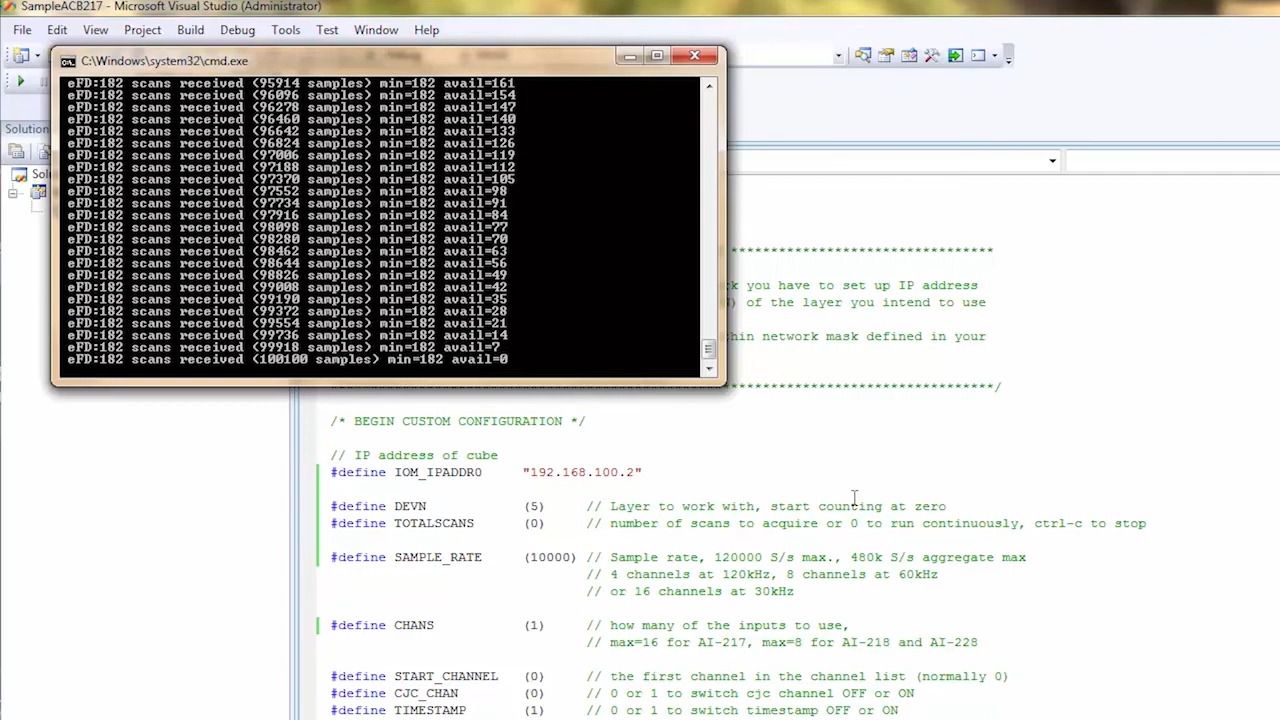 SampleACB217 - Microsoft Visual Studio (Administrator)
File Edit View Project Build Debug Tools Test Window Help
C:\Windows\system32\cmd.exe
eFD:182 scans received (95914 samples) min=182 avail=161
eFD:182 scans received (96096 samples) min=182 avail=154
eFD:182 scans received (96278 samples) min=182 avail=147
eFD:182 scans received (96460 samples) min=182 avail=140
eFD:182 scans received (96642 samples) min=182 avail=133
eFD:182 scans received (96824 samples) min=182 avail=126
eFD:182 scans received (97006 samples) min=182 avail=119
eFD:182 scans received (97188 samples) min=182 avail=112
eFD:182 scans received (97370 samples) min=182 avail=105
eFD:182 scans received (97552 samples) min=182 avail=98
eFD:182 scans received (97734 samples) min=182 avail=91
eFD:182 scans received (97916 samples) min=182 avail=84
eFD:182 scans received (98098 samples) min=182 avail=77
eFD:182 scans received (98280 samples) min=182 avail=70
eFD:182 scans received (98462 samples) min=182 avail=63
eFD:182 scans received (98644 samples) min=182 avail=56
eFD:182 scans received (98826 samples) min=182 avail=49
eFD:182 scans received (99008 samples) min=182 avail=42
eFD:182 scans received (99190 samples) min=182 avail=35
eFD:182 scans received (99372 samples) min=182 avail=28
eFD:182 scans received (99554 samples) min=182 avail=21
eFD:182 scans received (99736 samples) min=182 avail=14
eFD:182 scans received (99918 samples) min=182 avail=7
eFD:182 scans received (100100 samples) min=182 avail=0
Solution
Sol
*********************************
k you have to set up IP address
) of the layer you intend to use
hin network mask defined in your
*********************************/
/* BEGIN CUSTOM CONFIGURATION */
// IP address of cube
#define IOM_IPADDR0 "192.168.100.2"
#define DEVN (5) // Layer to work with, start counting at zero
#define TOTALSCANS (0) // number of scans to acquire or 0 to run continuously, ctrl-c to stop
#define SAMPLE_RATE (10000) // Sample rate, 120000 S/s max., 480k S/s aggregate max
// 4 channels at 120kHz, 8 channels at 60kHz
// or 16 channels at 30kHz
#define CHANS (1) // how many of the inputs to use,
// max=16 for AI-217, max=8 for AI-218 and AI-228
#define START_CHANNEL (0) // the first channel in the channel list (normally 0)
#define CJC_CHAN (0) // 0 or 1 to switch cjc channel OFF or ON
#define TIMESTAMP (1) // 0 or 1 to switch timestamp OFF or ON